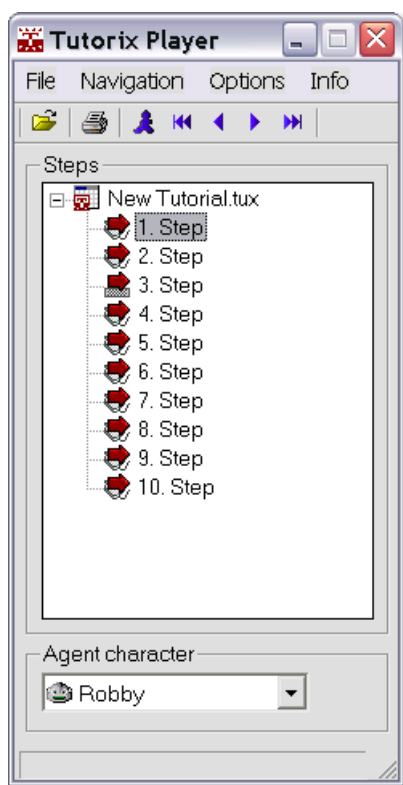 Tutorix Player
File Navigation Options Info
Steps
New Tutorial.tux
1. Step
2. Step
3. Step
4. Step
5. Step
6. Step
7. Step
8. Step
9. Step
10. Step
Agent character
Robby